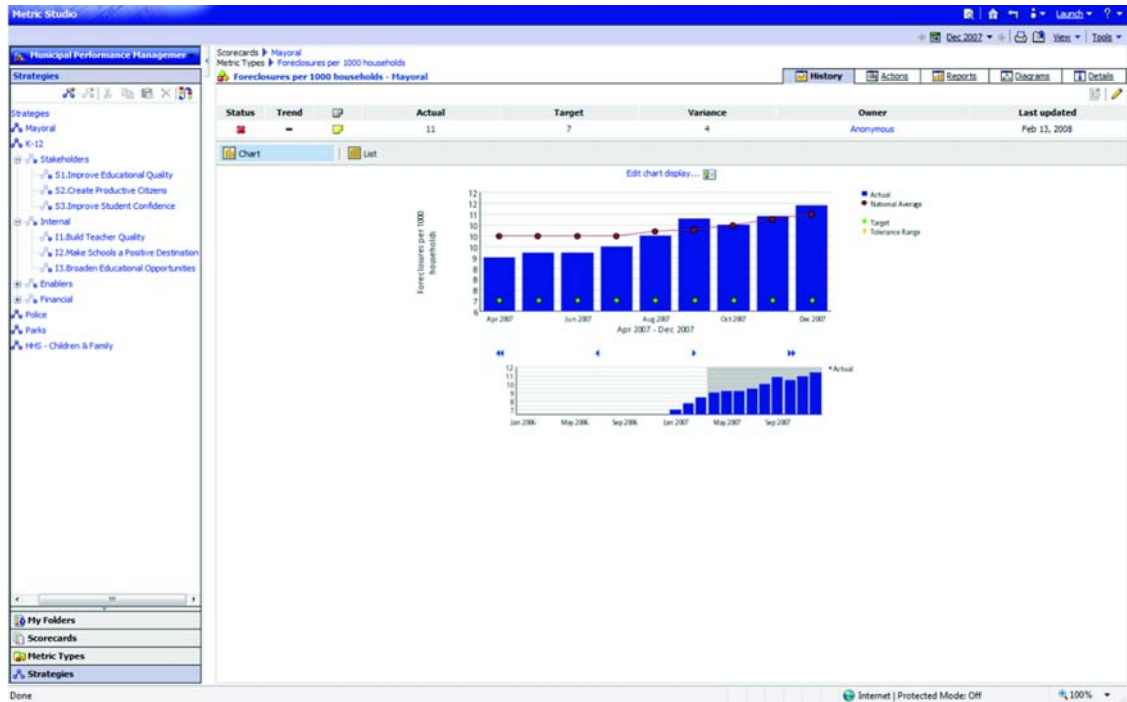 Metric Studio
Launch
?
Dec 2007
View
Tools
Municipal Performance Managemer
Scorecards Mayoral
Metric Types Foreclosures per 1000 households
Strategies
Foreclosures per 1000 households - Mayoral
History
Actions
Reports
Diagrams
Details
Strategies
Mayoral
K-12
Stakeholders
S1.Improve Educational Quality
S2.Create Productive Citizens
S3.Improve Student Confidence
Internal
I1.Build Teacher Quality
I2.Make Schools a Positive Destination
I3.Broaden Educational Opportunities
Enablers
Financial
Police
Parks
HHS - Children & Family
Status Trend Actual Target Variance Owner Last updated
11 7 4 Anonymous Feb 13, 2008
Chart
List
Edit chart display...
Foreclosures per 1000
households
12
12
11
11
10
10
9
9
8
8
7
7
6
Actual
National Average
Target
Tolerance Range
Apr 2007 Jun 2007 Aug 2007 Oct 2007 Dec 2007
Apr 2007 - Dec 2007
12
11
10
9
8
7
Actual
Jan 2006 May 2006 Sep 2006 Jan 2007 May 2007 Sep 2007
My Folders
Scorecards
Metric Types
Strategies
Done
Internet | Protected Mode: Off
100%